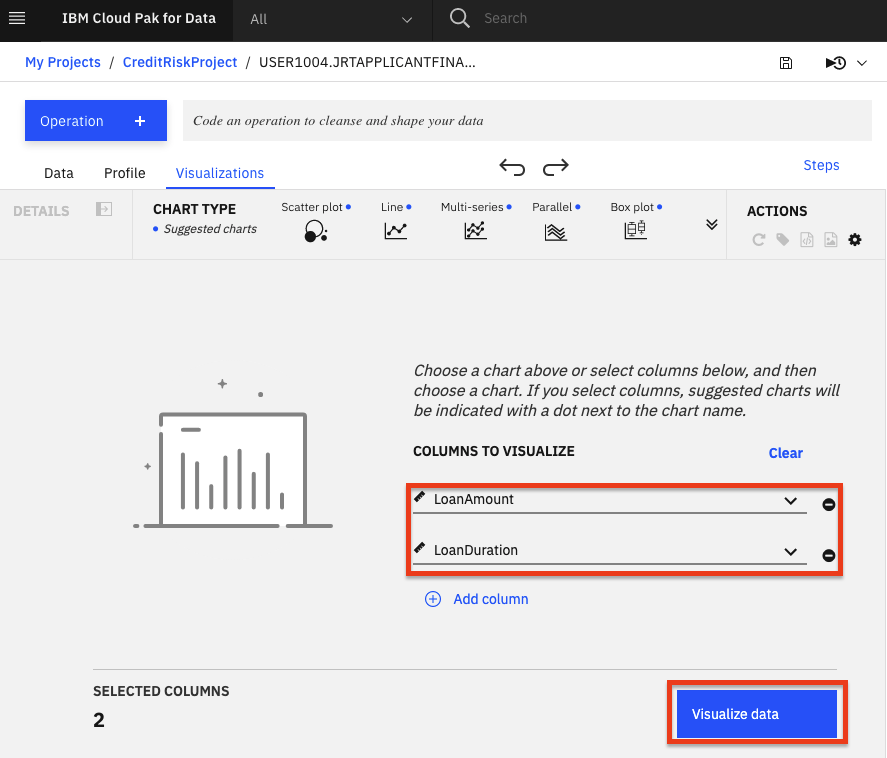 IBM Cloud Pak for Data
All
Search
My Projects / CreditRiskProject / USER1004.JRTAPPLICANTFINA...
Operation +
Code an operation to cleanse and shape your data
Data
Profile
Visualizations
Steps
DETAILS
CHART TYPE
Suggested charts
Scatter plot
Line
Multi-series
Parallel
Box plot
ACTIONS
Choose a chart above or select columns below, and then
choose a chart. If you select columns, suggested charts will
be indicated with a dot next to the chart name.
COLUMNS TO VISUALIZE
Clear
LoanAmount
LoanDuration
Add column
SELECTED COLUMNS
2
Visualize data